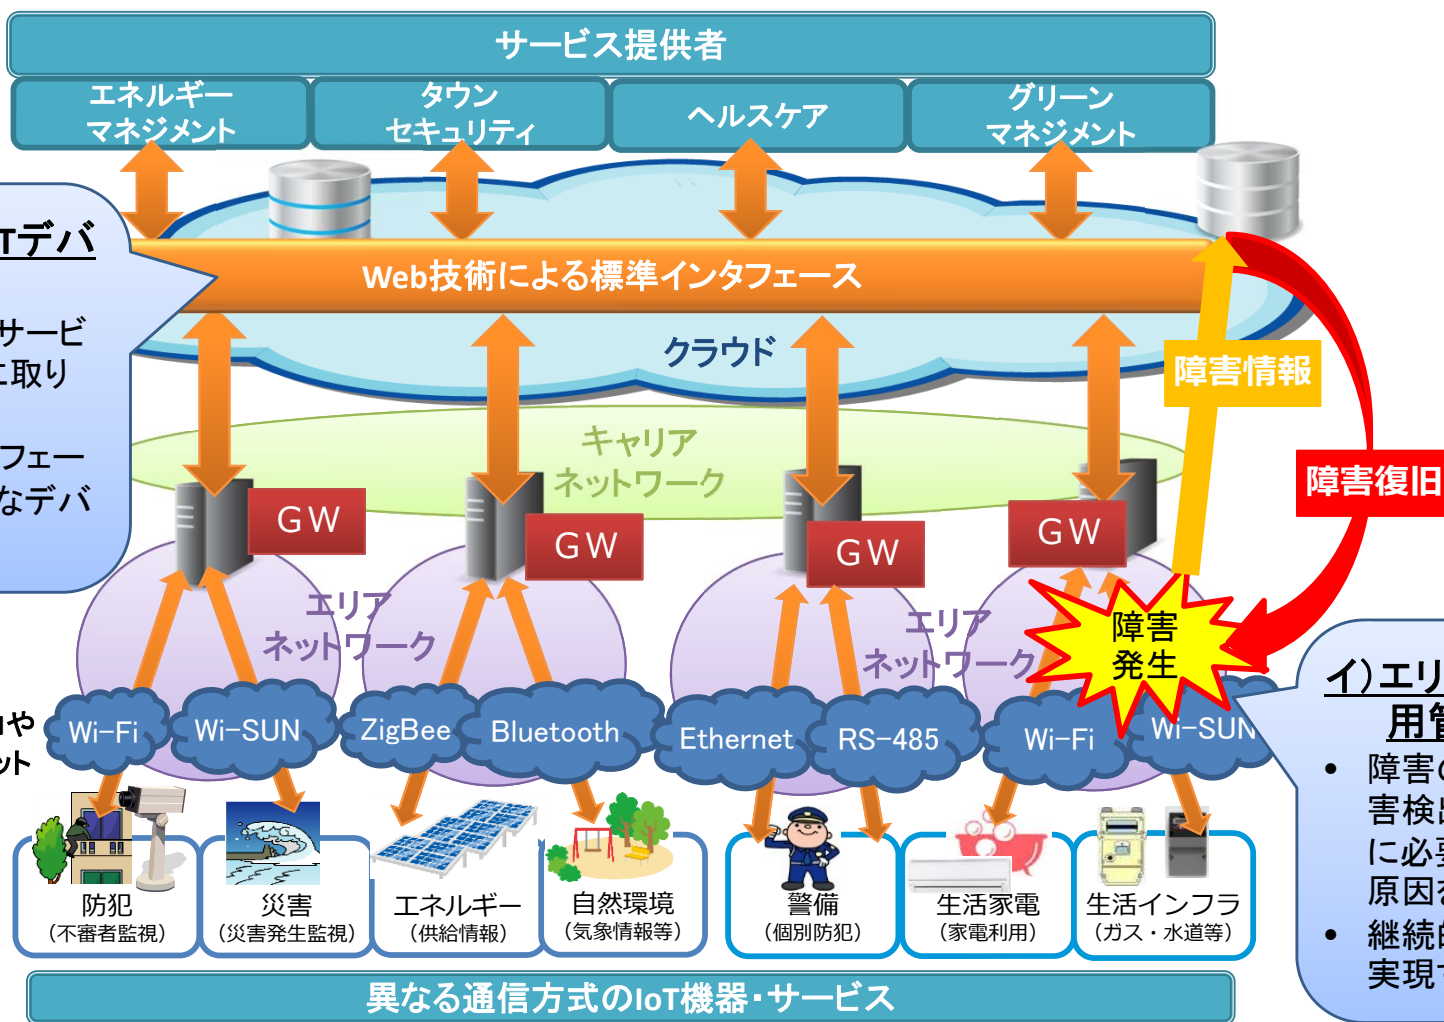 サービス提供者
エネルギー
マネジメント
タウン
セキュリティ
ヘルスケア
グリーン
マネジメント
Tデバ
サービ
に取り
フェー
なデバ
Web技術による標準インタフェース
クラウド
障害情報
障害復旧
キャリア
ネットワーク
GW
GW
GW
GW
エリア
ネットワーク
エリア
ネットワーク
障害
発生
や
ット
Wi-Fi
Wi-SUN
ZigBee
Bluetooth
Ethernet
RS-485
Wi-Fi
Wi-SUN
イ)エリ
用管
• 障害の
害検出
に必要
原因を
• 継続的
実現す
防犯
(不審者監視)
災害
(災害発生監視)
エネルギー
(供給情報)
自然環境
(気象情報等)
警備
(個別防犯)
生活家電
(家電利用)
生活インフラ
(ガス・水道等)
異なる通信方式のIoT機器・サービス